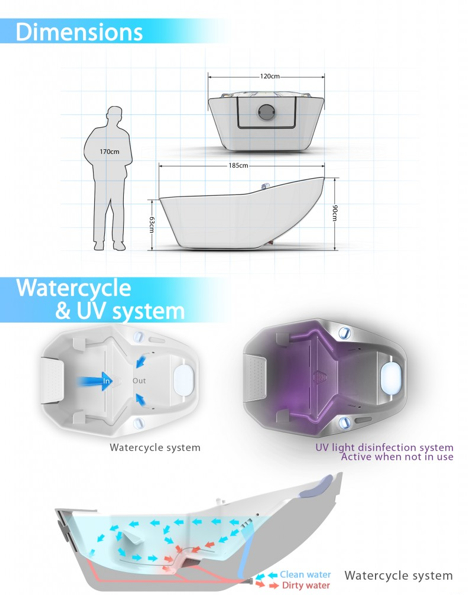 Dimensions
120cm
170cm
185cm
63cm
90cm
Watercycle
& UV system
In
Out
Watercycle system
UV light disinfection system
Active when not in use
Clean water
Dirty water
Watercycle system